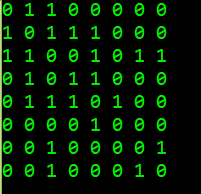 0 1 1 0 0 0 0 0
1 0 1 1 1 0 0 0
1 1 0 0 1 0 1 1
0 1 0 1 1 0 0 0
0 1 1 1 0 1 0 0
0 0 0 0 1 0 0 0
0 0 1 0 0 0 0 1
0 0 1 0 0 0 1 0